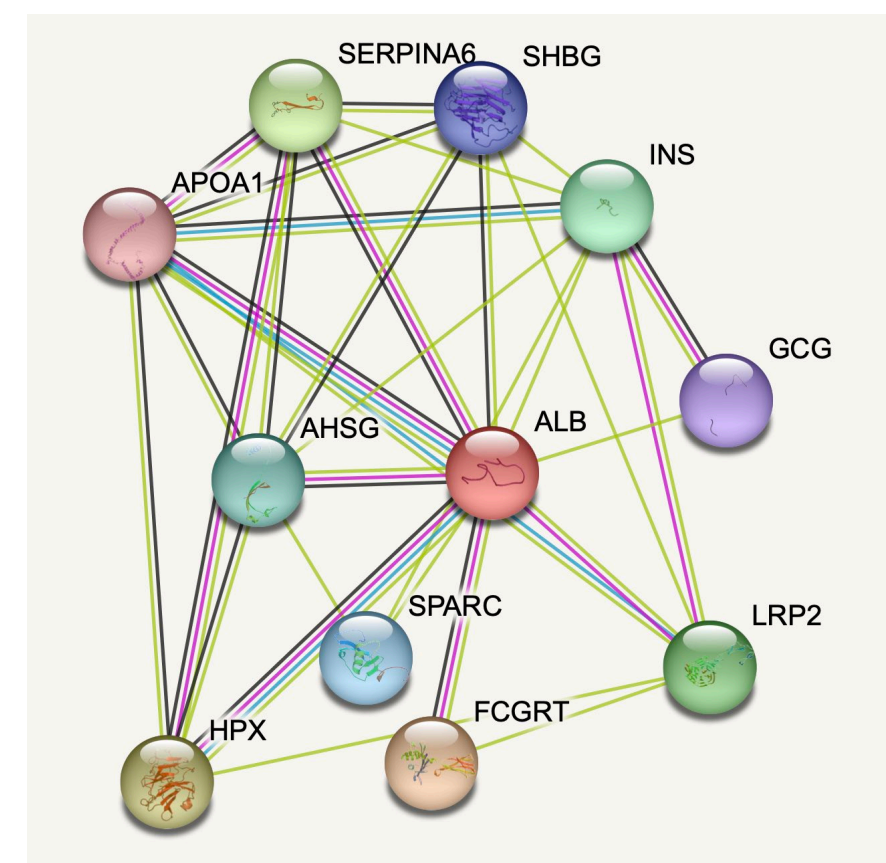 SERPINA6
SHBG
INS
APOA1
GCG
AHSG
ALB
SPARC
LRP2
FCGRT
HPX